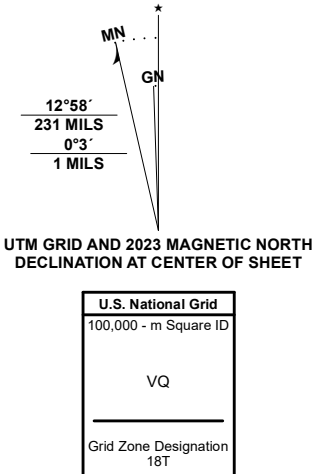 ★
MN
GN
12°58´
231 MILS
0°3´
1 MILS
UTM GRID AND 2023 MAGNETIC NORTH
DECLINATION AT CENTER OF SHEET
U.S. National Grid
100,000 - m Square ID
VQ
Grid Zone Designation
18T